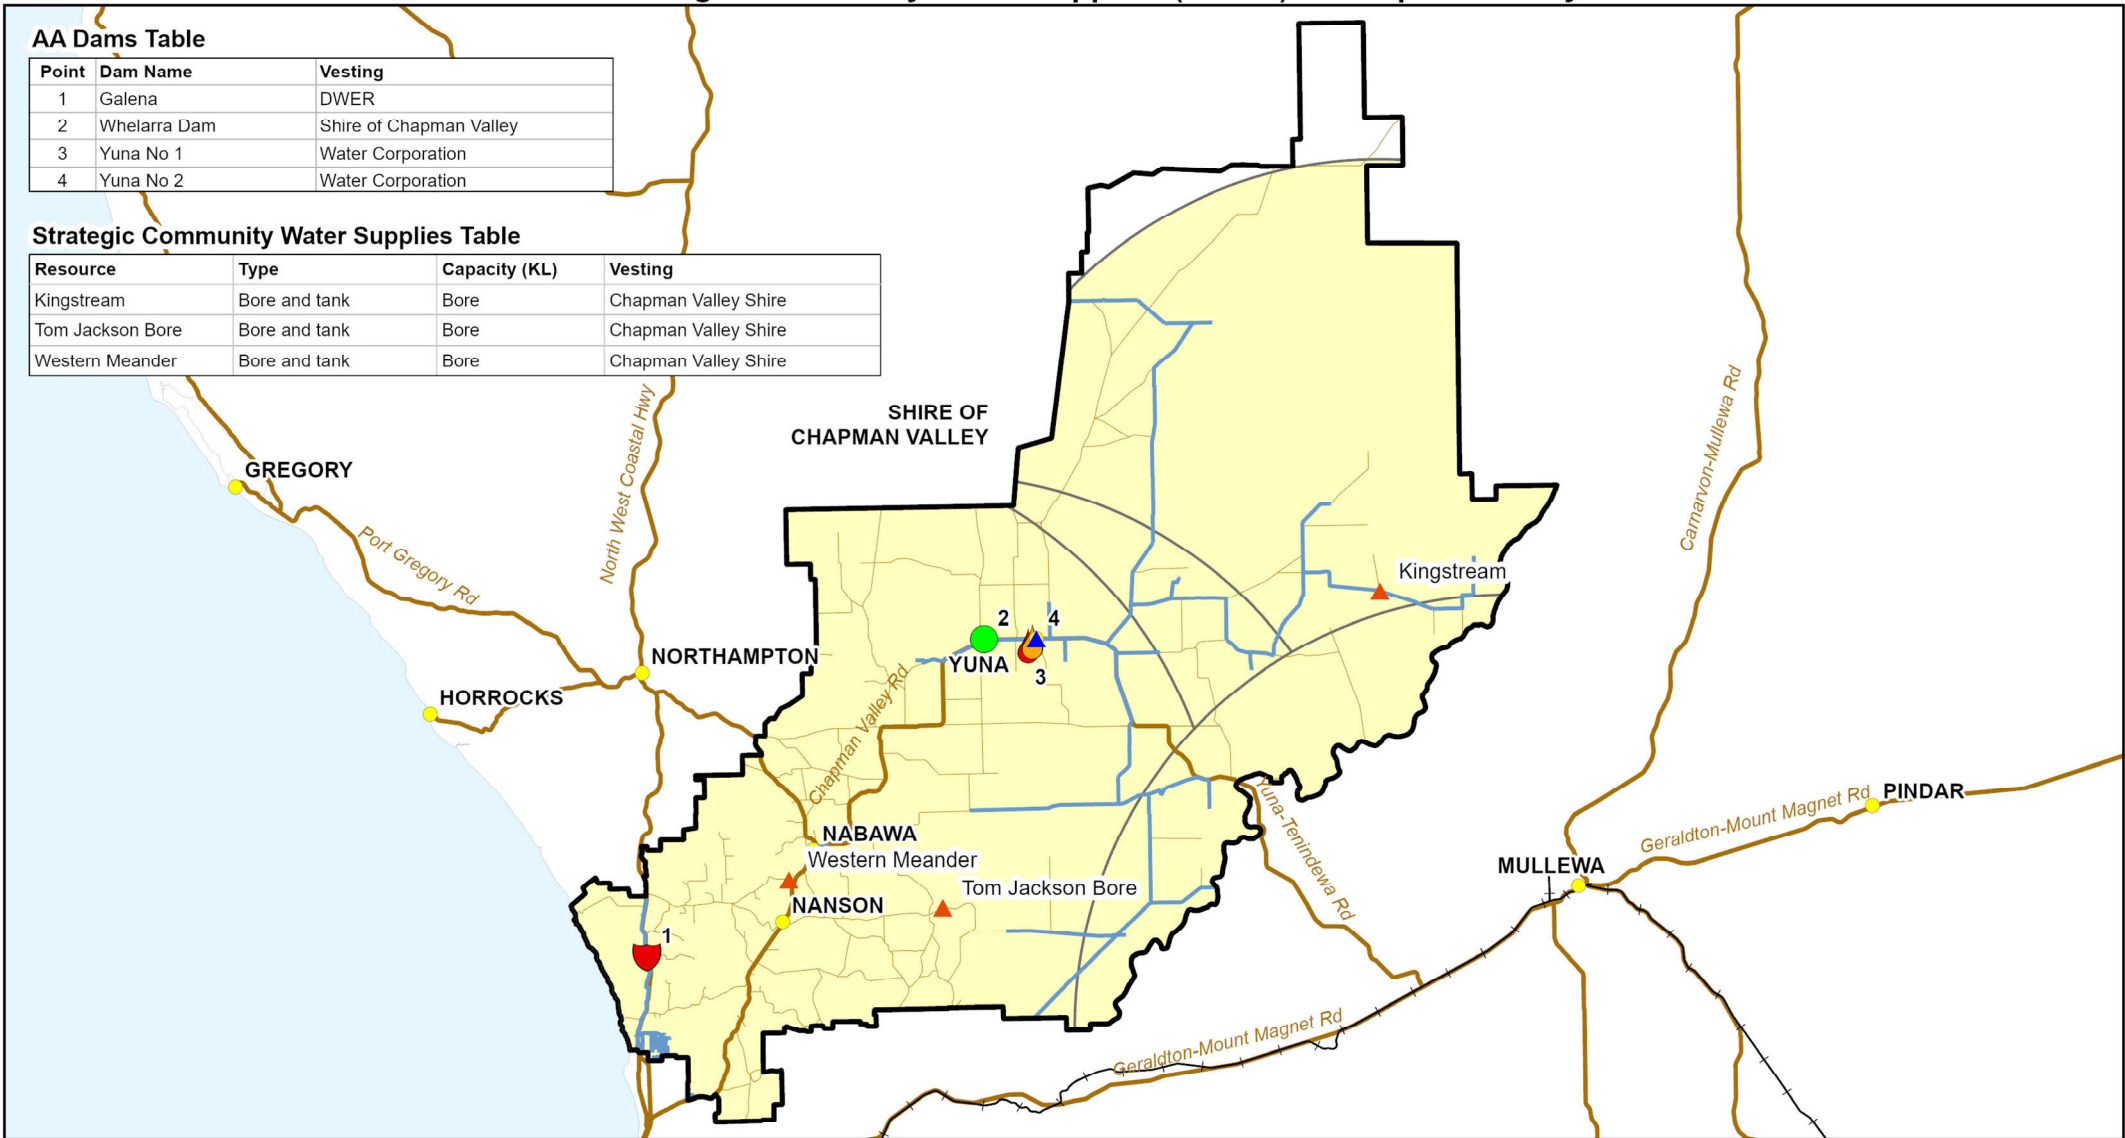 AA Dams Table
Point Dam Name Vesting
1 Galena DWER
2 Whelarra Dam Shire of Chapman Valley
3 Yuna No 1 Water Corporation
4 Yuna No 2 Water Corporation
Strategic Community Water Supplies Table
Resource Type Capacity (KL) Vesting
Kingstream Bore and tank Bore Chapman Valley Shire
Tom Jackson Bore Bore and tank Bore Chapman Valley Shire
Western Meander Bore and tank Bore Chapman Valley Shire
SHIRE OF
CHAPMAN VALLEY
GREGORY
Port Gregory Rd
North West Coastal Hwy
Carnarvon-Mullewa Rd
Kingstream
2
4
YUNA
3
NORTHAMPTON
HORROCKS
Chapman Valley Rd
NABAWA
Western Meander
Tom Jackson Bore
NANSON
1
Yuna-Tenindewa Rd
PINDAR
Geraldton-Mount Magnet Rd
MULLEWA
Geraldton-Mount Magnet Rd